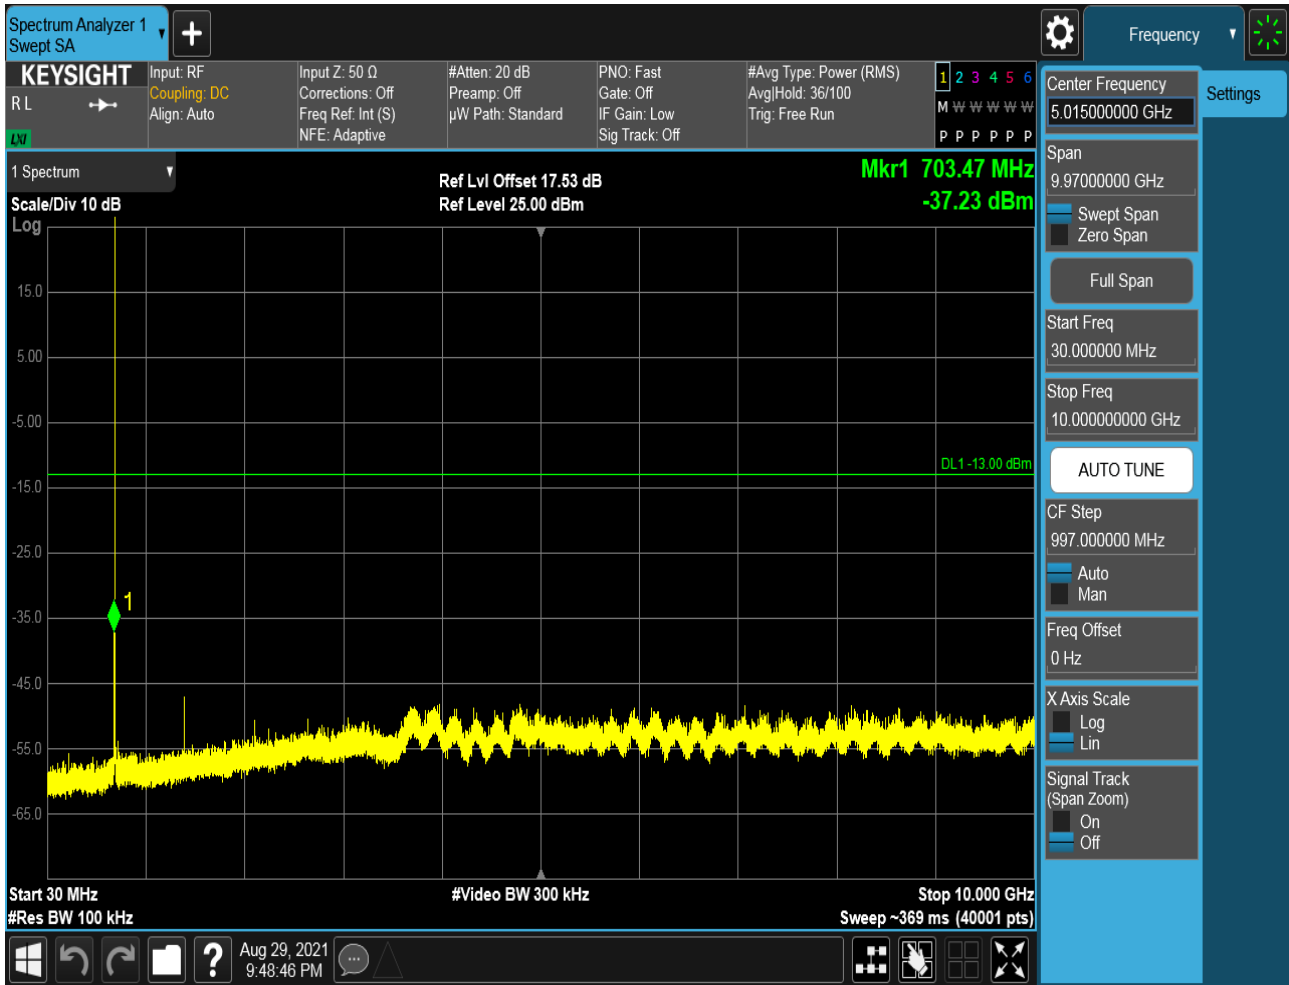 Spectrum Analyzer 1
Swept SA
Frequency
KEYSIGHT
R L
LXI
Input: RF
Coupling: DC
Align: Auto
Input Z: 50 Ω
Corrections: Off
Freq Ref: Int (S)
NFE: Adaptive
#Atten: 20 dB
Preamp: Off
µW Path: Standard
PNO: Fast
Gate: Off
IF Gain: Low
Sig Track: Off
#Avg Type: Power (RMS)
Avg|Hold: 36/100
Trig: Free Run
1 2 3 4 5 6
M W W W W W
P P P P P P
1 Spectrum
Scale/Div 10 dB
Log
Ref Lvl Offset 17.53 dB
Ref Level 25.00 dBm
Mkr1 703.47 MHz
-37.23 dBm
15.0
5.00
-5.00
DL1 -13.00 dBm
-15.0
-25.0
1
-35.0
-45.0
-55.0
-65.0
Start 30 MHz
#Video BW 300 kHz
Stop 10.000 GHz
#Res BW 100 kHz
Sweep ~369 ms (40001 pts)
?
Aug 29, 2021
9:48:46 PM
Center Frequency
5.015000000 GHz
Settings
Span
9.97000000 GHz
Swept Span
Zero Span
Full Span
Start Freq
30.000000 MHz
Stop Freq
10.000000000 GHz
AUTO TUNE
CF Step
997.000000 MHz
Auto
Man
Freq Offset
0 Hz
X Axis Scale
Log
Lin
Signal Track
(Span Zoom)
On
Off